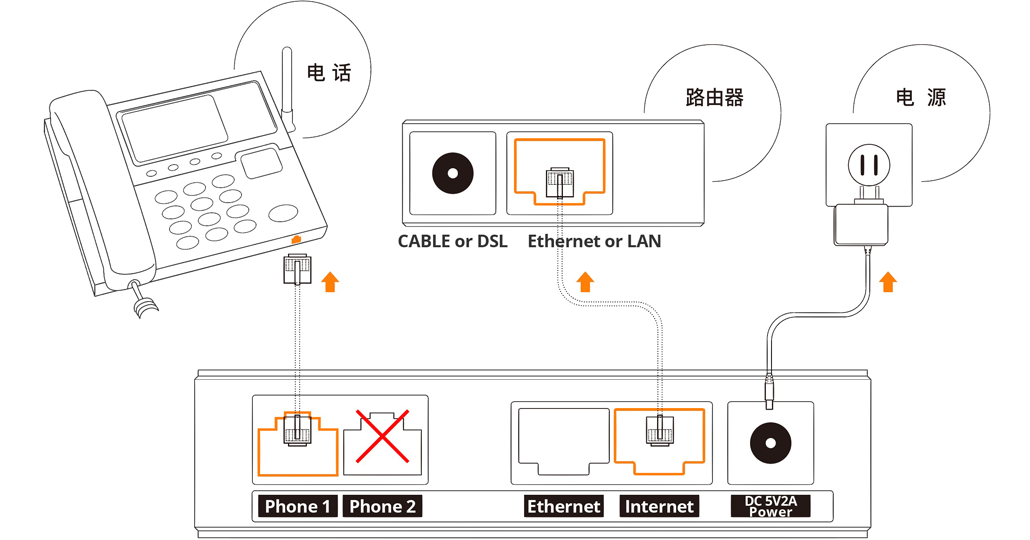 电 话
路由器
电 源
CABLE or DSL
Ethernet or LAN
Phone 1
Phone 2
Ethernet
Internet
DC 5V2A
Power